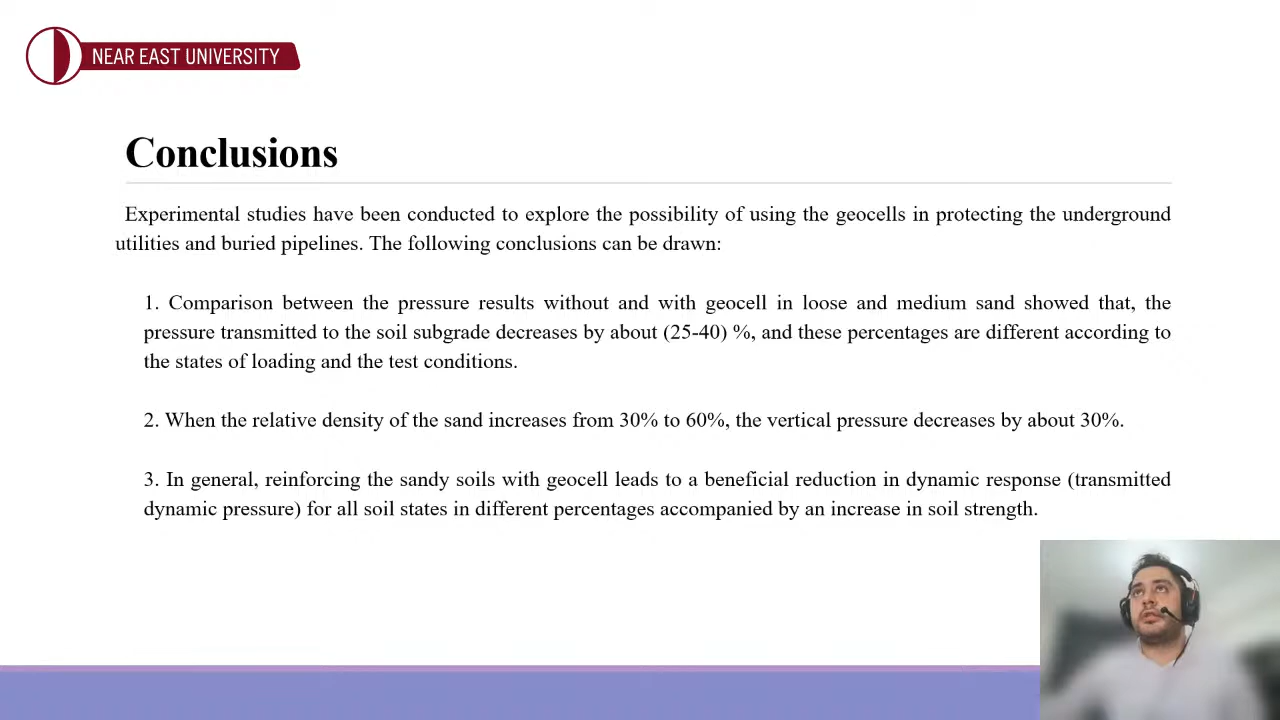 NEAR EAST UNIVERSITY
Conclusions
Experimental studies have been conducted to explore the possibility of using the geocells in protecting the underground
utilities and buried pipelines. The following conclusions can be drawn:
1. Comparison between the pressure results without and with geocell in loose and medium sand showed that, the
pressure transmitted to the soil subgrade decreases by about (25-40) %, and these percentages are different according to
the states of loading and the test conditions.
2. When the relative density of the sand increases from 30% to 60%, the vertical pressure decreases by about 30%.
3. In general, reinforcing the sandy soils with geocell leads to a beneficial reduction in dynamic response (transmitted
dynamic pressure) for all soil states in different percentages accompanied by an increase in soil strength.